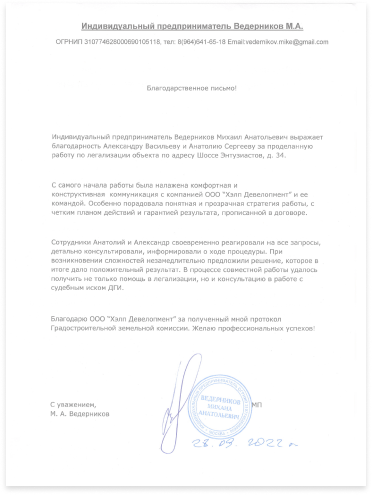 Индивидуальный предприниматель Ведерников М.А.
ОГРНИП 310774628000690105118, тел: 8(964)641-55-19 Email:vedernikov.mike@gmail.com
Благодарственное письмо!
Индивидуальный предприниматель Ведерников Михаил Анатольевич выражает
благодарность Александру Васильеву и Анатолию Сергееву за проделанную
работу по легализации объекта по адресу Шоссе Энтузиастов, д. 34.
С самого начала работы была налажена комфортная и
конструктивная коммуникация с компанией ООО "Хэлп Девелопмент" и ее
командой. Особенно порадовала понятная и прозрачная стратегия работы, с
четким планом действий и гарантией результата, прописанной в договоре.
Сотрудники Анатолий и Александр своевременно реагировали на все запросы,
детально консультировали, информировали о ходе процедуры. При
возникновении сложностей незамедлительно предложили решение, которое в
итоге дало положительный результат. В процессе совместной работы удалось
получить не только помощь в легализации, но и консультацию в работе с
судебным иском ДГИ.
Благодарю ООО "Хэлп Девелопмент" за полученный мной протокол
Градостроительной земельной комиссии. Желаю профессиональных успехов!
С уважением,
М. А. Ведерников
МП
ВЕДЕРНИКОВ
МИХАИЛ
АНАТОЛЬЕВИЧ
28.09 2022 г.